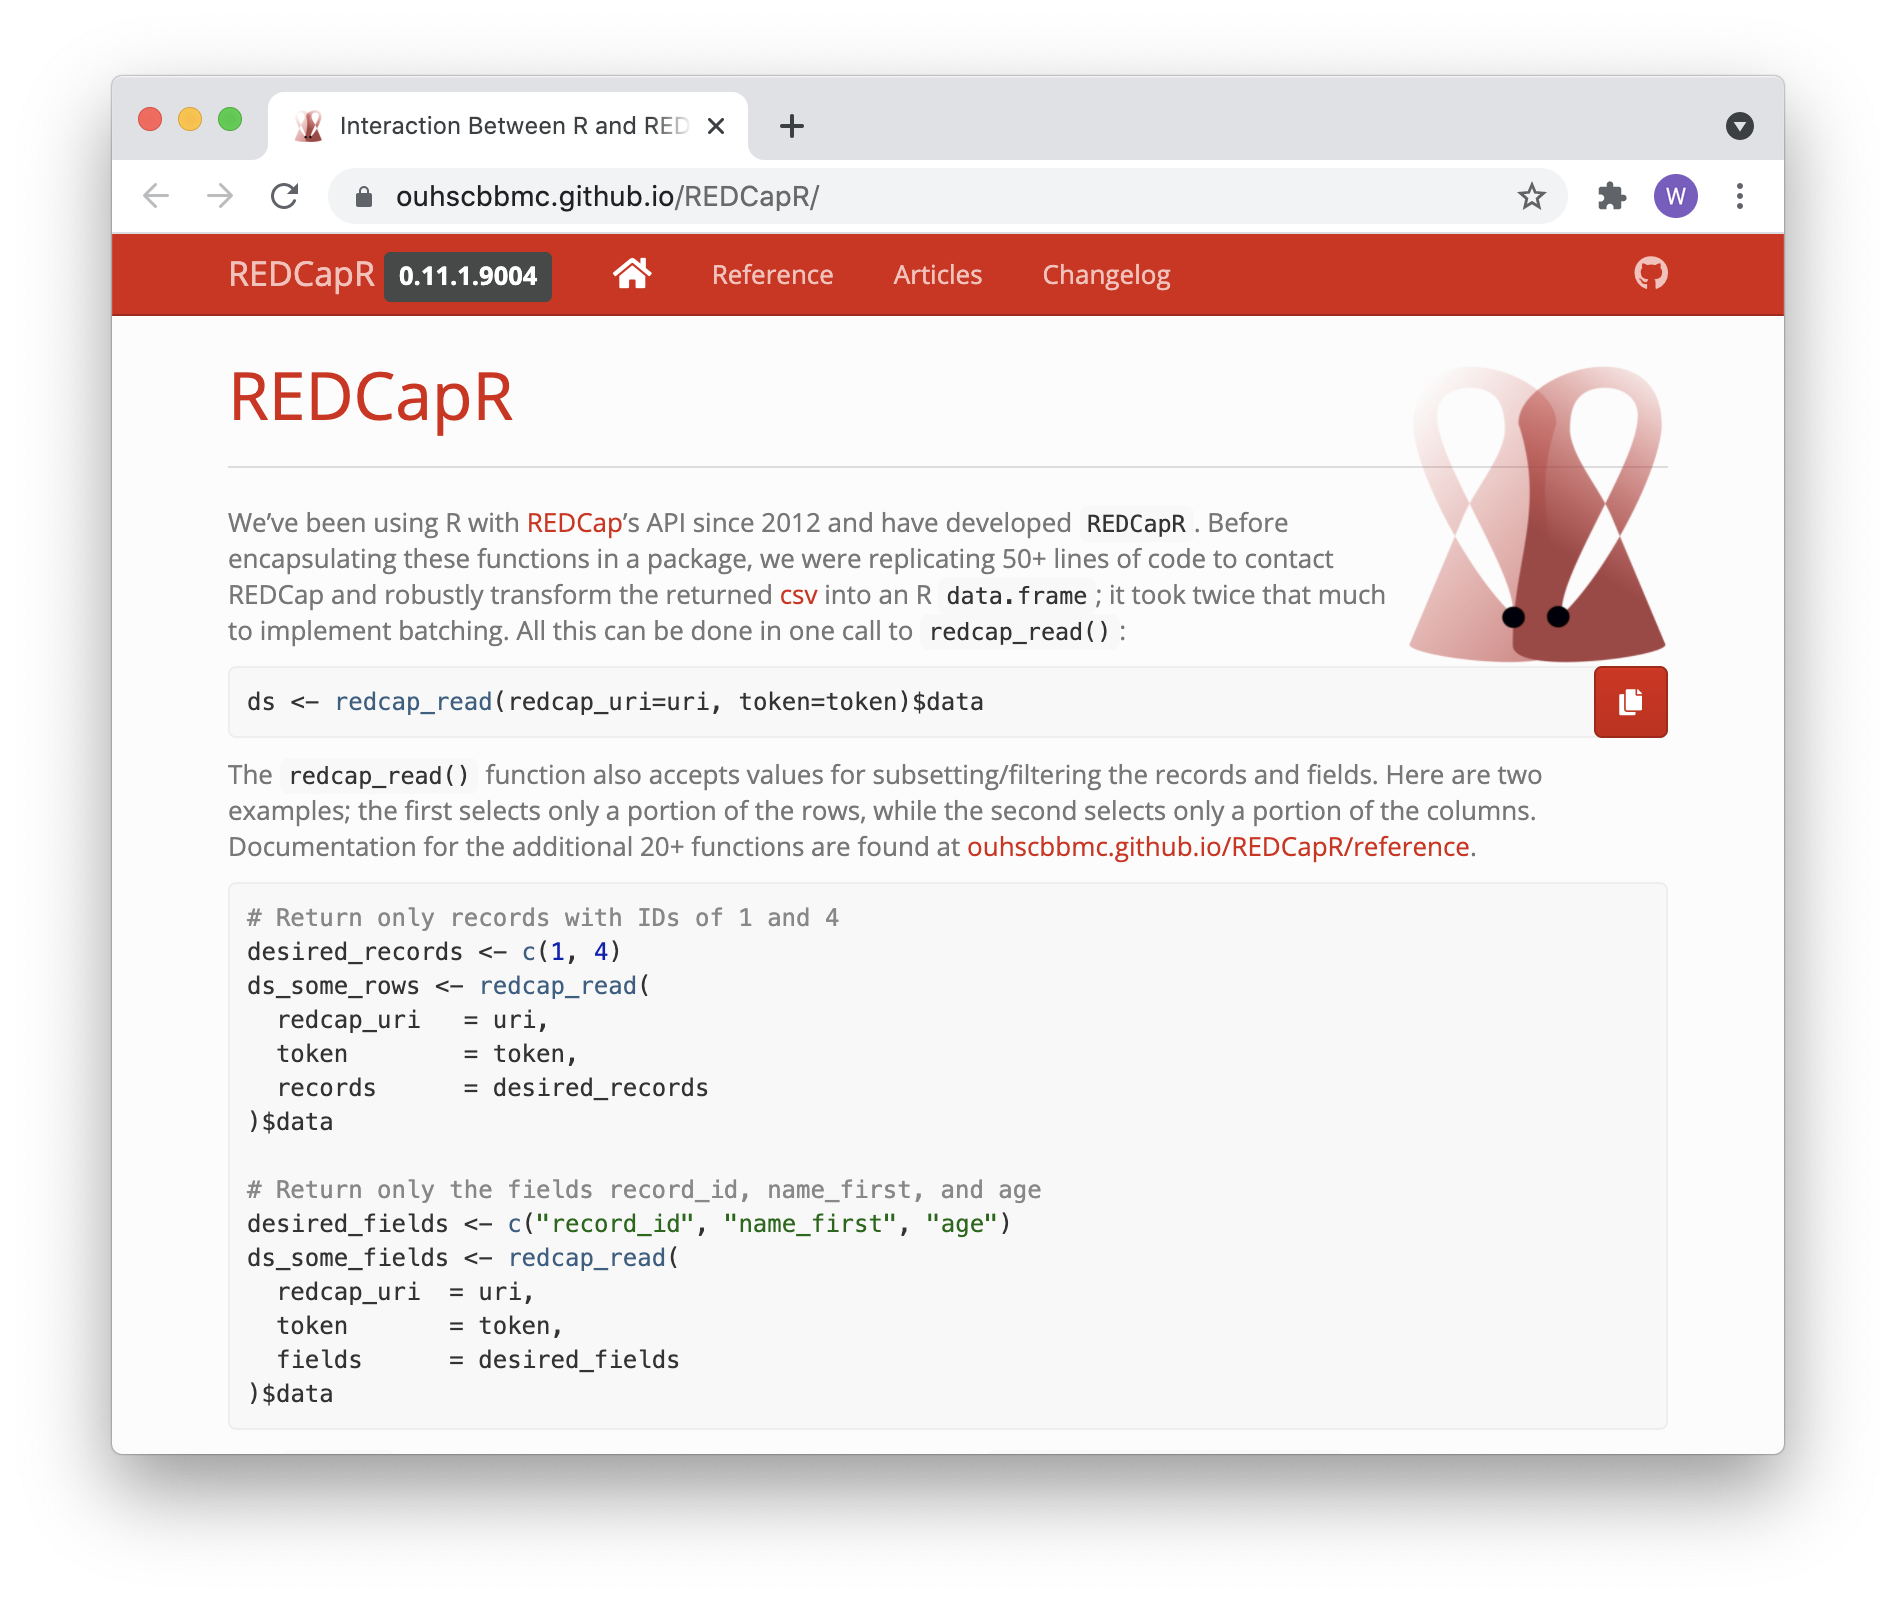 Interaction Between R and RED
ouhscbbmc.github.io/REDCapR/
W
REDCapR 0.11.1.9004 Reference Articles Changelog
REDCapR
We’ve been using R with REDCap’s API since 2012 and have developed REDCapR. Before
encapsulating these functions in a package, we were replicating 50+ lines of code to contact
REDCap and robustly transform the returned csv into an R data.frame; it took twice that much
to implement batching. All this can be done in one call to redcap_read():
ds <- redcap_read(redcap_uri=uri, token=token)$data
The redcap_read() function also accepts values for subsetting/filtering the records and fields. Here are two
examples; the first selects only a portion of the rows, while the second selects only a portion of the columns.
Documentation for the additional 20+ functions are found at ouhscbbmc.github.io/REDCapR/reference.
# Return only records with IDs of 1 and 4
desired_records <- c(1, 4)
ds_some_rows <- redcap_read(
  redcap_uri   = uri,
  token        = token,
  records      = desired_records
)$data
# Return only the fields record_id, name_first, and age
desired_fields <- c("record_id", "name_first", "age")
ds_some_fields <- redcap_read(
  redcap_uri  = uri,
  token       = token,
  fields      = desired_fields
)$data